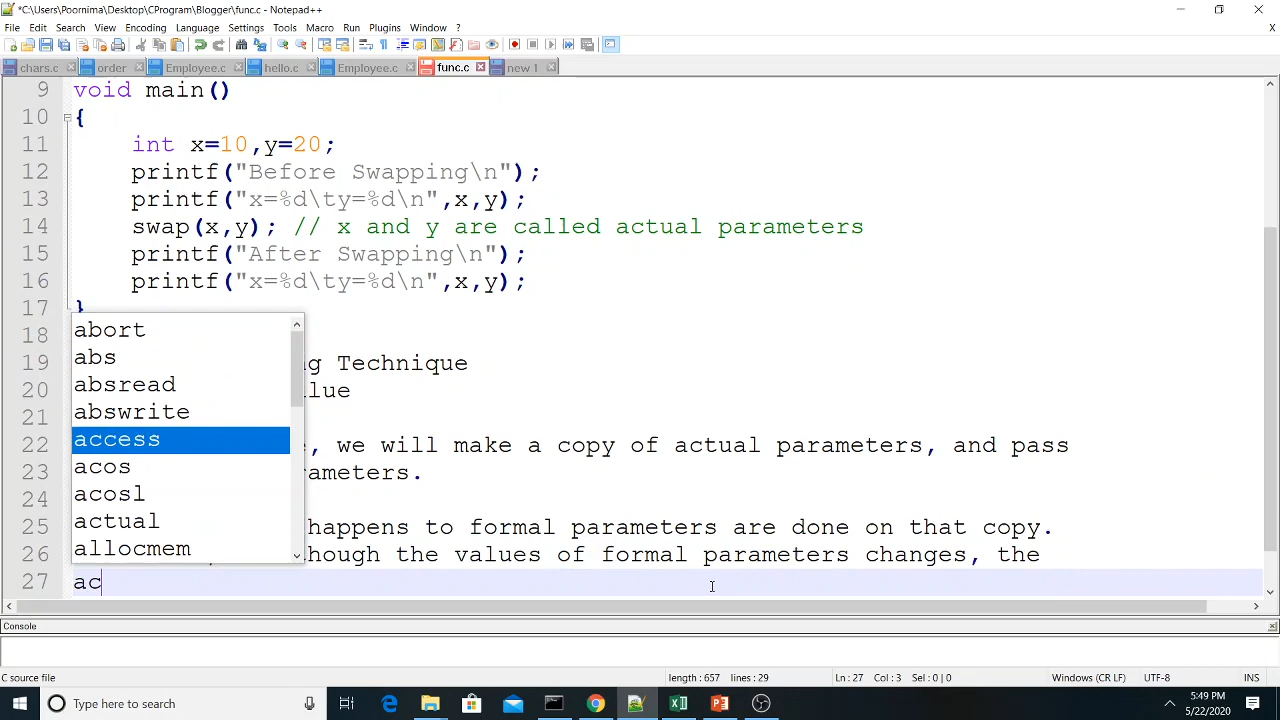 *C:\Users\Poornima\Desktop\CProgram\Blogger\func.c - Notepad++
File Edit Search View Encoding Language Settings Tools Macro Run Plugins Window ? X
chars.c order Employee.c hello.c Employee.c func.c new 1
9 void main()
10 {
11 int x=10,y=20;
12 printf("Before Swapping\n");
13 printf("x=%d\ty=%d\n",x,y);
14 swap(x,y); // x and y are called actual parameters
15 printf("After Swapping\n");
16 printf("x=%d\ty=%d\n",x,y);
17 }
18
19 g Technique
20 lue
21
22 , we will make a copy of actual parameters, and pass
23 rameters.
24
25 happens to formal parameters are done on that copy.
26 hough the values of formal parameters changes, the
27 ac
abort
abs
absread
abswrite
access
acos
acosl
actual
allocmem
Console
C source file length : 657 lines : 29 Ln : 27 Col : 3 Sel : 0 | 0 Windows (CR LF) UTF-8 INS
Type here to search
5:49 PM
5/22/2020